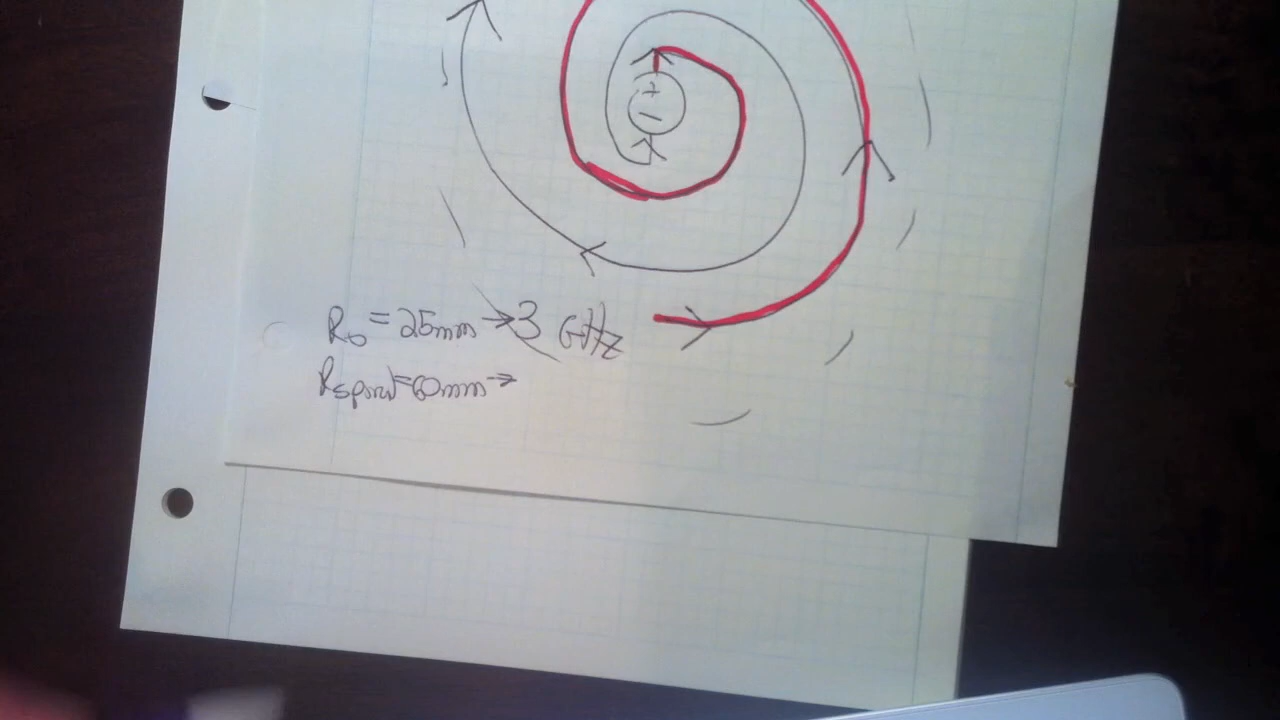 +
−
R₀ = 25mm → 3 GHz
Rspiral = 60mm →